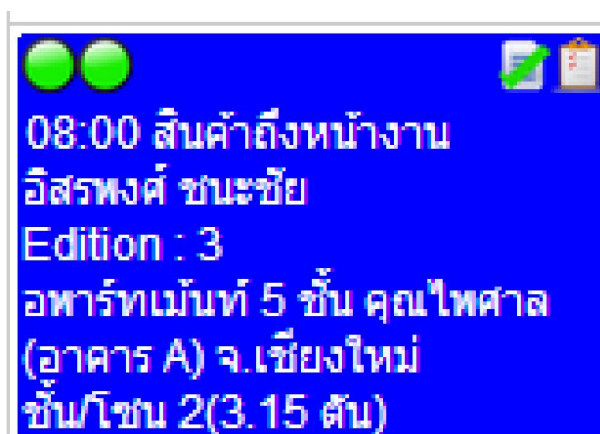 08:00 สินค้าถึงหน้างาน
อิสรพงศ์ ชนะชัย
Edition : 3
อพาร์ทเม้นท์ 5 ชั้น คุณไพศาล
(อาคาร A) จ.เชียงใหม่
ชั้น/โซน 2(3.15 ตัน)